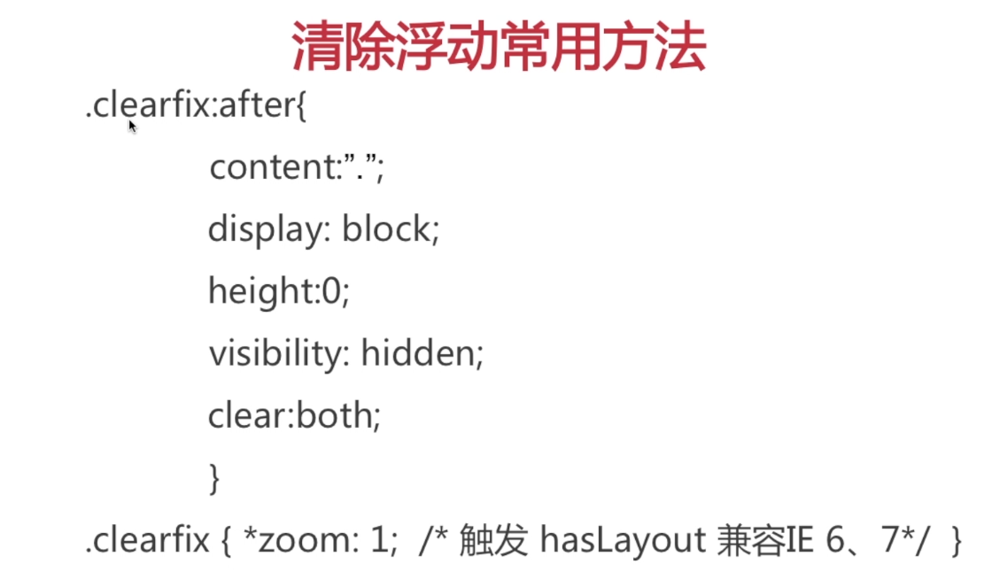 清除浮动常用方法
.clearfix:after{
content:”.”;
display: block;
height:0;
visibility: hidden;
clear:both;
}
.clearfix { *zoom: 1;  /* 触发 hasLayout 兼容IE 6、7*/  }